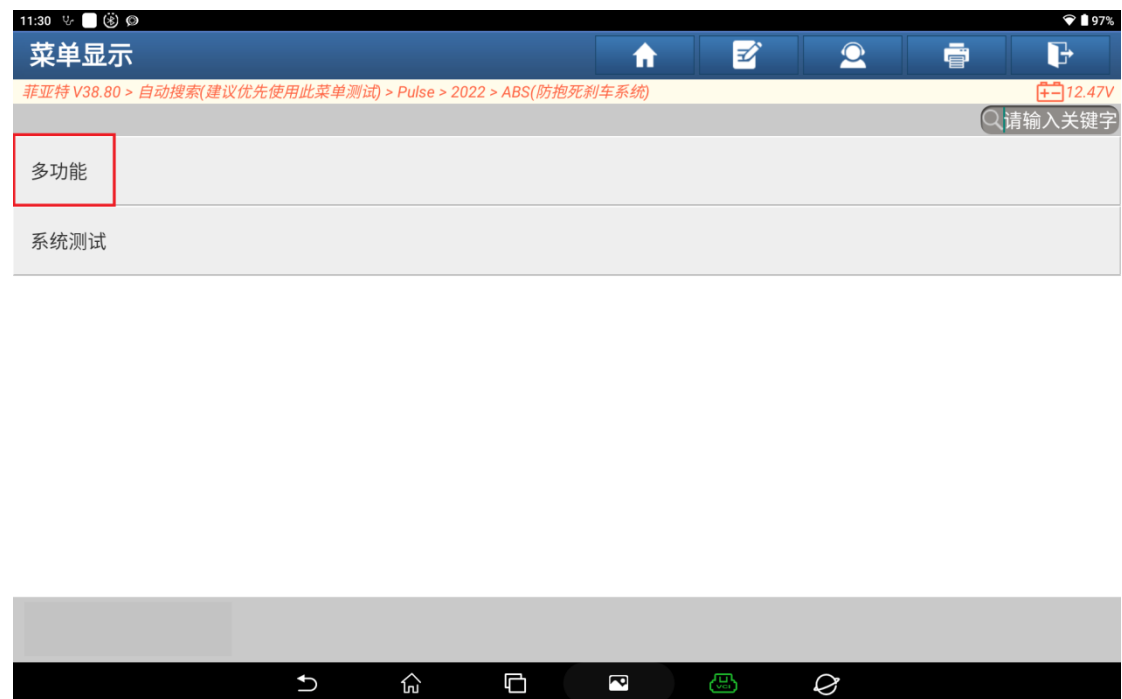 11:30
97%
菜单显示
菲亚特 V38.80 > 自动搜索(建议优先使用此菜单测试) > Pulse > 2022 > ABS(防抱死刹车系统)
12.47V
请输入关键字
多功能
系统测试
VCI